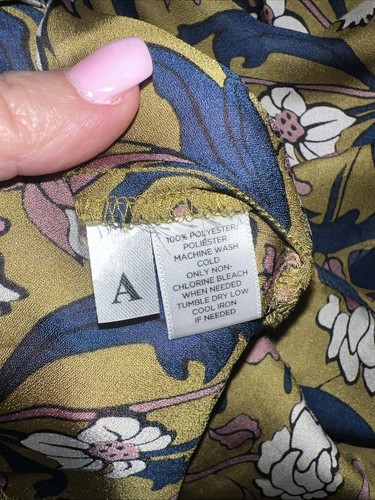 A
100% POLYESTER/
POLIÉSTER
MACHINE WASH
COLD
ONLY NON-
CHLORINE BLEACH
WHEN NEEDED
TUMBLE DRY LOW
COOL IRON
IF NEEDED